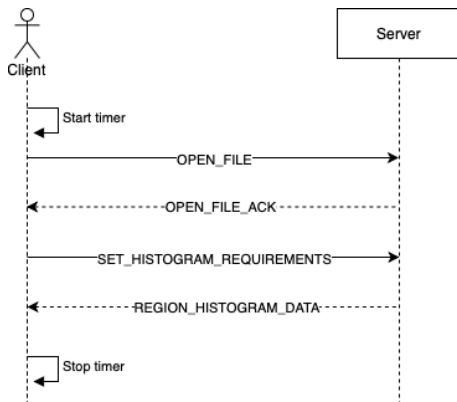 Client
Server
Start timer
OPEN_FILE
OPEN_FILE_ACK
SET_HISTOGRAM_REQUIREMENTS
REGION_HISTOGRAM_DATA
Stop timer